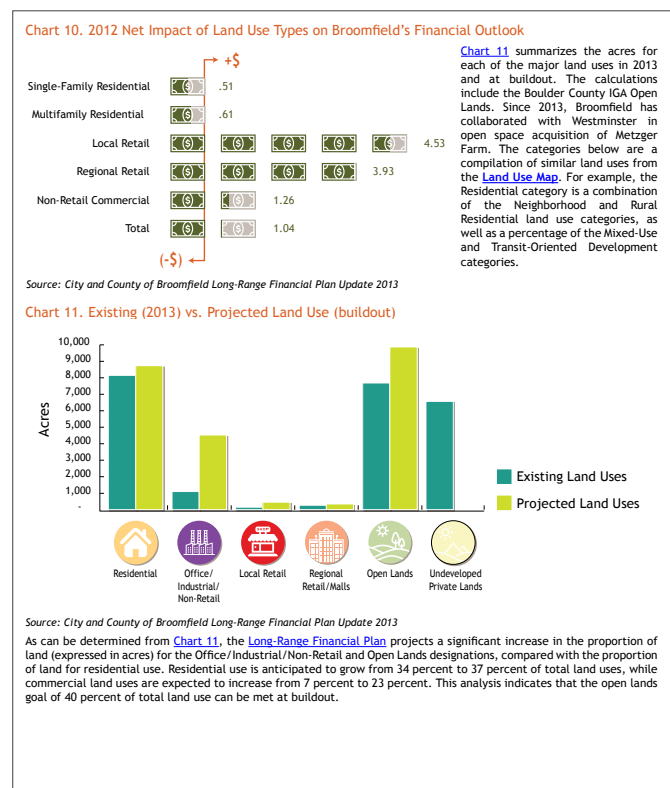 Chart 10. 2012 Net Impact of Land Use Types on Broomfield's Financial Outlook
+$
Single-Family Residential .51
Multifamily Residential .61
Local Retail 4.53
Regional Retail 3.93
Non-Retail Commercial 1.26
Total 1.04
(-$)
Source: City and County of Broomfield Long-Range Financial Plan Update 2013
Chart 11 summarizes the acres for
each of the major land uses in 2013
and at buildout. The calculations
include the Boulder County IGA Open
Lands. Since 2013, Broomfield has
collaborated with Westminster in
open space acquisition of Metzger
Farm. The categories below are a
compilation of similar land uses from
the Land Use Map. For example, the
Residential category is a combination
of the Neighborhood and Rural
Residential land use categories, as
well as a percentage of the Mixed-Use
and Transit-Oriented Development
categories.
Chart 11. Existing (2013) vs. Projected Land Use (buildout)
Acres
10,000
9,000
8,000
7,000
6,000
5,000
4,000
3,000
2,000
1,000
-
Existing Land Uses
Projected Land Uses
Residential
Office/
Industrial/
Non-Retail
Local Retail
Regional
Retail/Malls
Open Lands
Undeveloped
Private Lands
Source: City and County of Broomfield Long-Range Financial Plan Update 2013
As can be determined from Chart 11, the Long-Range Financial Plan projects a significant increase in the proportion of
land (expressed in acres) for the Office/Industrial/Non-Retail and Open Lands designations, compared with the proportion
of land for residential use. Residential use is anticipated to grow from 34 percent to 37 percent of total land uses, while
commercial land uses are expected to increase from 7 percent to 23 percent. This analysis indicates that the open lands
goal of 40 percent of total land use can be met at buildout.